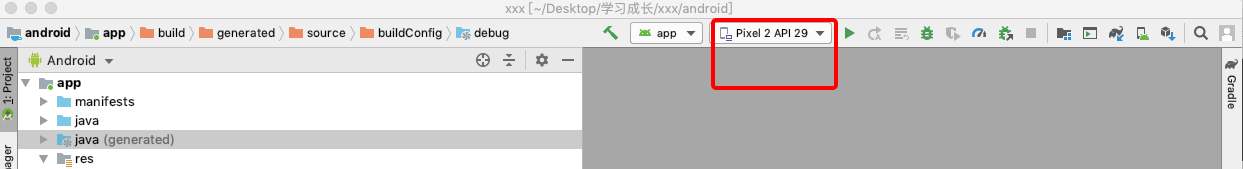 xxx [~/Desktop/学习成长/xxx/android]
android app build generated source buildConfig debug app Pixel 2 API 29
1: Project
Android
app
manifests
java
java (generated)
res
Gradle